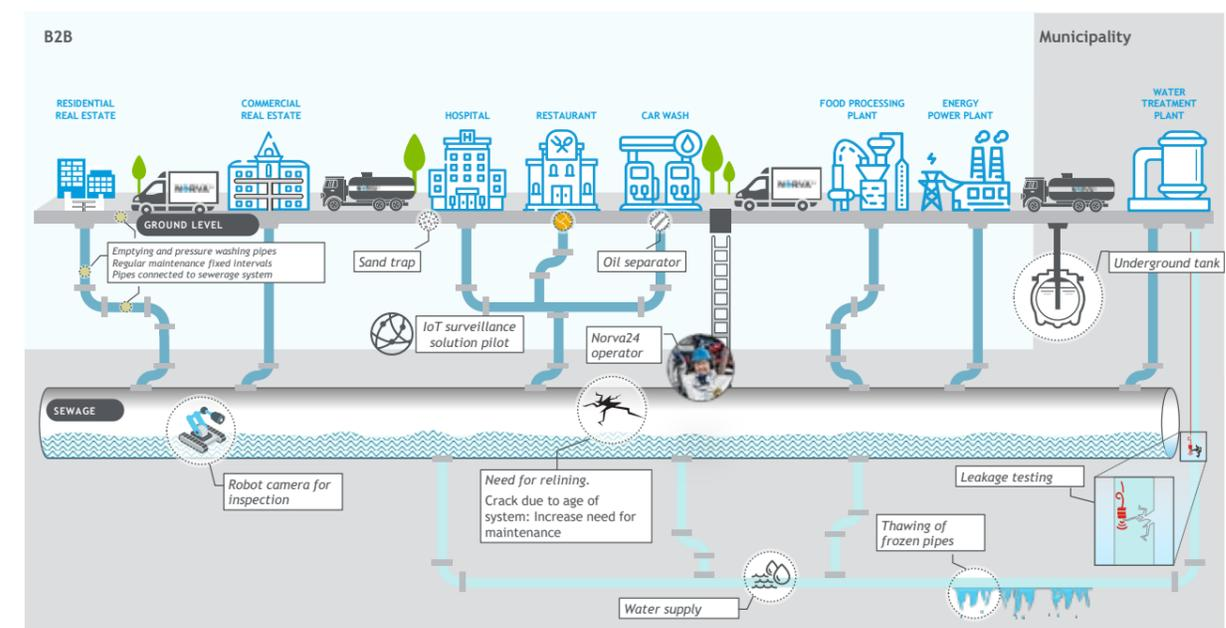 B2B
Municipality
RESIDENTIAL
REAL ESTATE
COMMERCIAL
REAL ESTATE
HOSPITAL
RESTAURANT
CAR WASH
FOOD PROCESSING
PLANT
ENERGY
POWER PLANT
WATER
TREATMENT
PLANT
H
NORVA
NORVA
GROUND LEVEL
Emptying and pressure washing pipes
Regular maintenance fixed intervals
Pipes connected to sewerage system
Sand trap
Oil separator
Underground tank
IoT surveillance
solution pilot
Norva24
operator
SEWAGE
Robot camera for
inspection
Need for relining.
Crack due to age of
system: Increase need for
maintenance
Leakage testing
Thawing of
frozen pipes
Water supply